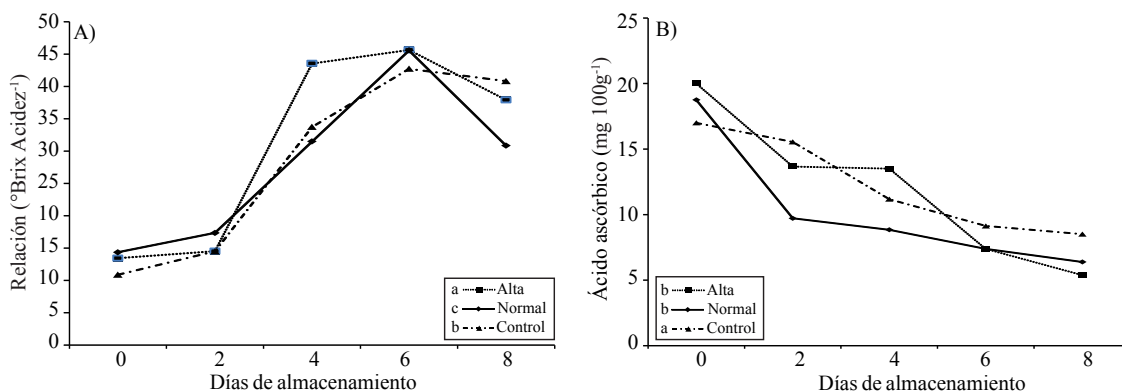 A)
Relación (°Brix Acidez⁻¹)
50
45
40
35
30
25
20
15
10
5
0
a Alta
c Normal
b Control
0 2 4 6 8
Días de almacenamiento
B)
Ácido ascórbico (mg 100g⁻¹)
25
20
15
10
5
0
b Alta
b Normal
a Control
0 2 4 6 8
Días de almacenamiento